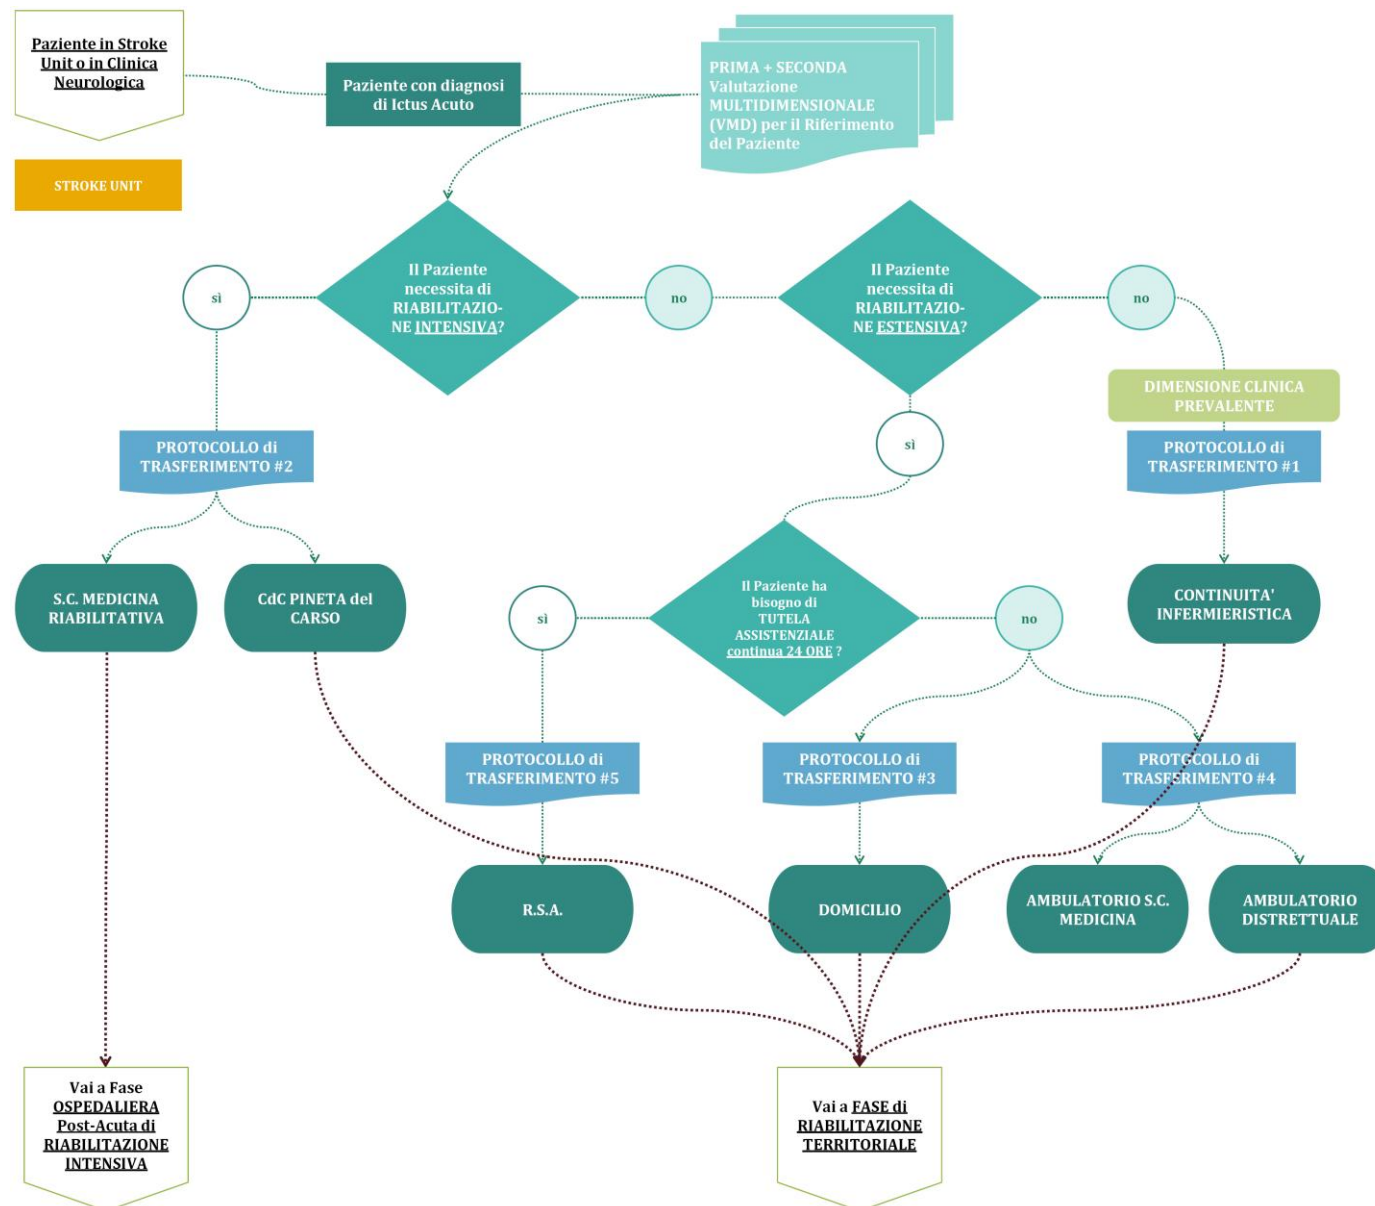 Paziente in Stroke
Unit o in Clinica
Neurologica
Paziente con diagnosi
di Ictus Acuto
PRIMA + SECONDA
Valutazione
MULTIDIMENSIONALE
(VMD) per il Riferimento
del Paziente
STROKE UNIT
Il Paziente
necessita di
RIABILITAZIO-
NE INTENSIVA?
sì
no
Il Paziente
necessita di
RIABILITAZIO-
NE ESTENSIVA?
no
sì
DIMENSIONE CLINICA
PREVALENTE
PROTOCOLLO di
TRASFERIMENTO #2
PROTOCOLLO di
TRASFERIMENTO #1
S.C. MEDICINA
RIABILITATIVA
CdC PINETA del
CARSO
sì
Il Paziente ha
bisogno di
TUTELA
ASSISTENZIALE
continua 24 ORE ?
no
CONTINUITA'
INFERMIERISTICA
PROTOCOLLO di
TRASFERIMENTO #5
PROTOCOLLO di
TRASFERIMENTO #3
PROTOCOLLO di
TRASFERIMENTO #4
R.S.A.
DOMICILIO
AMBULATORIO S.C.
MEDICINA
AMBULATORIO
DISTRETTUALE
Vai a Fase
OSPEDALIERA
Post-Acuta di
RIABILITAZIONE
INTENSIVA
Vai a FASE di
RIABILITAZIONE
TERRITORIALE